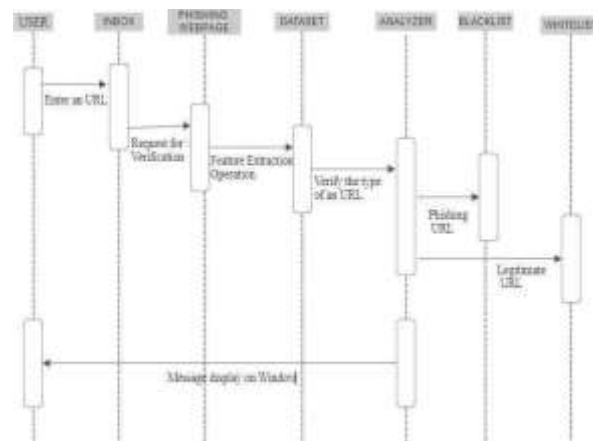 USER
INBOX
PHISHING
WEBPAGE
DATASET
ANALYZER
BLACKLIST
WHITELIST
Enter an URL
Request for
Verification
Feature Extraction
Operation
Verify the type
of an URL
Phishing
URL
Legitimate
URL
Message display on Window